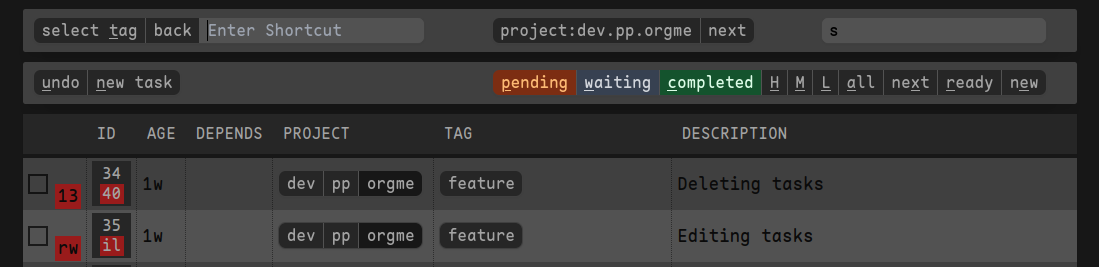 select tag back Enter Shortcut project:dev.pp.orgme next s
undo new task pending waiting completed H M L all next ready new
ID AGE DEPENDS PROJECT TAG DESCRIPTION
13 34 40 1w dev pp orgme feature Deleting tasks
rw 35 il 1w dev pp orgme feature Editing tasks